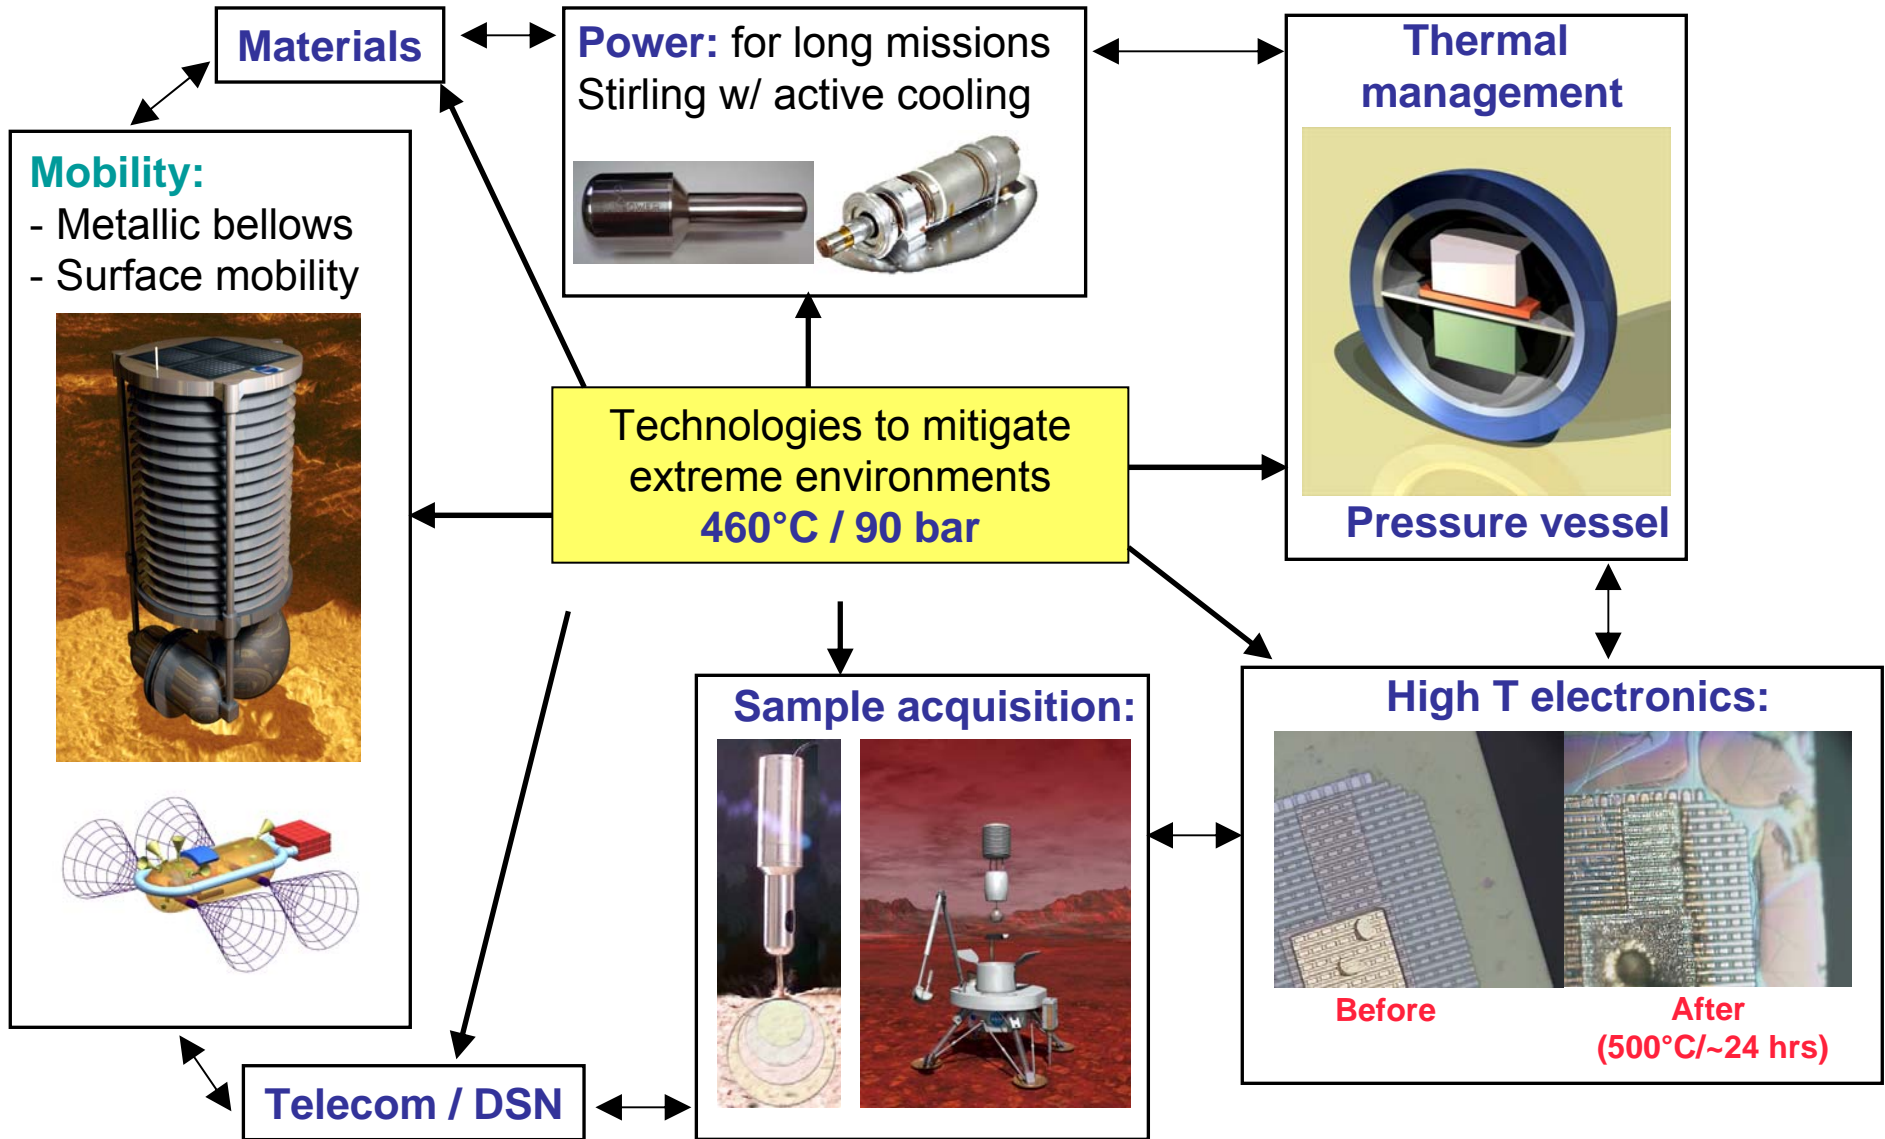 Materials
Power: for long missions
Stirling w/ active cooling
Thermal
management
Pressure vessel
Mobility:
- Metallic bellows
- Surface mobility
Technologies to mitigate
extreme environments
460°C / 90 bar
Sample acquisition:
High T electronics:
Before
After
(500°C/~24 hrs)
Telecom / DSN